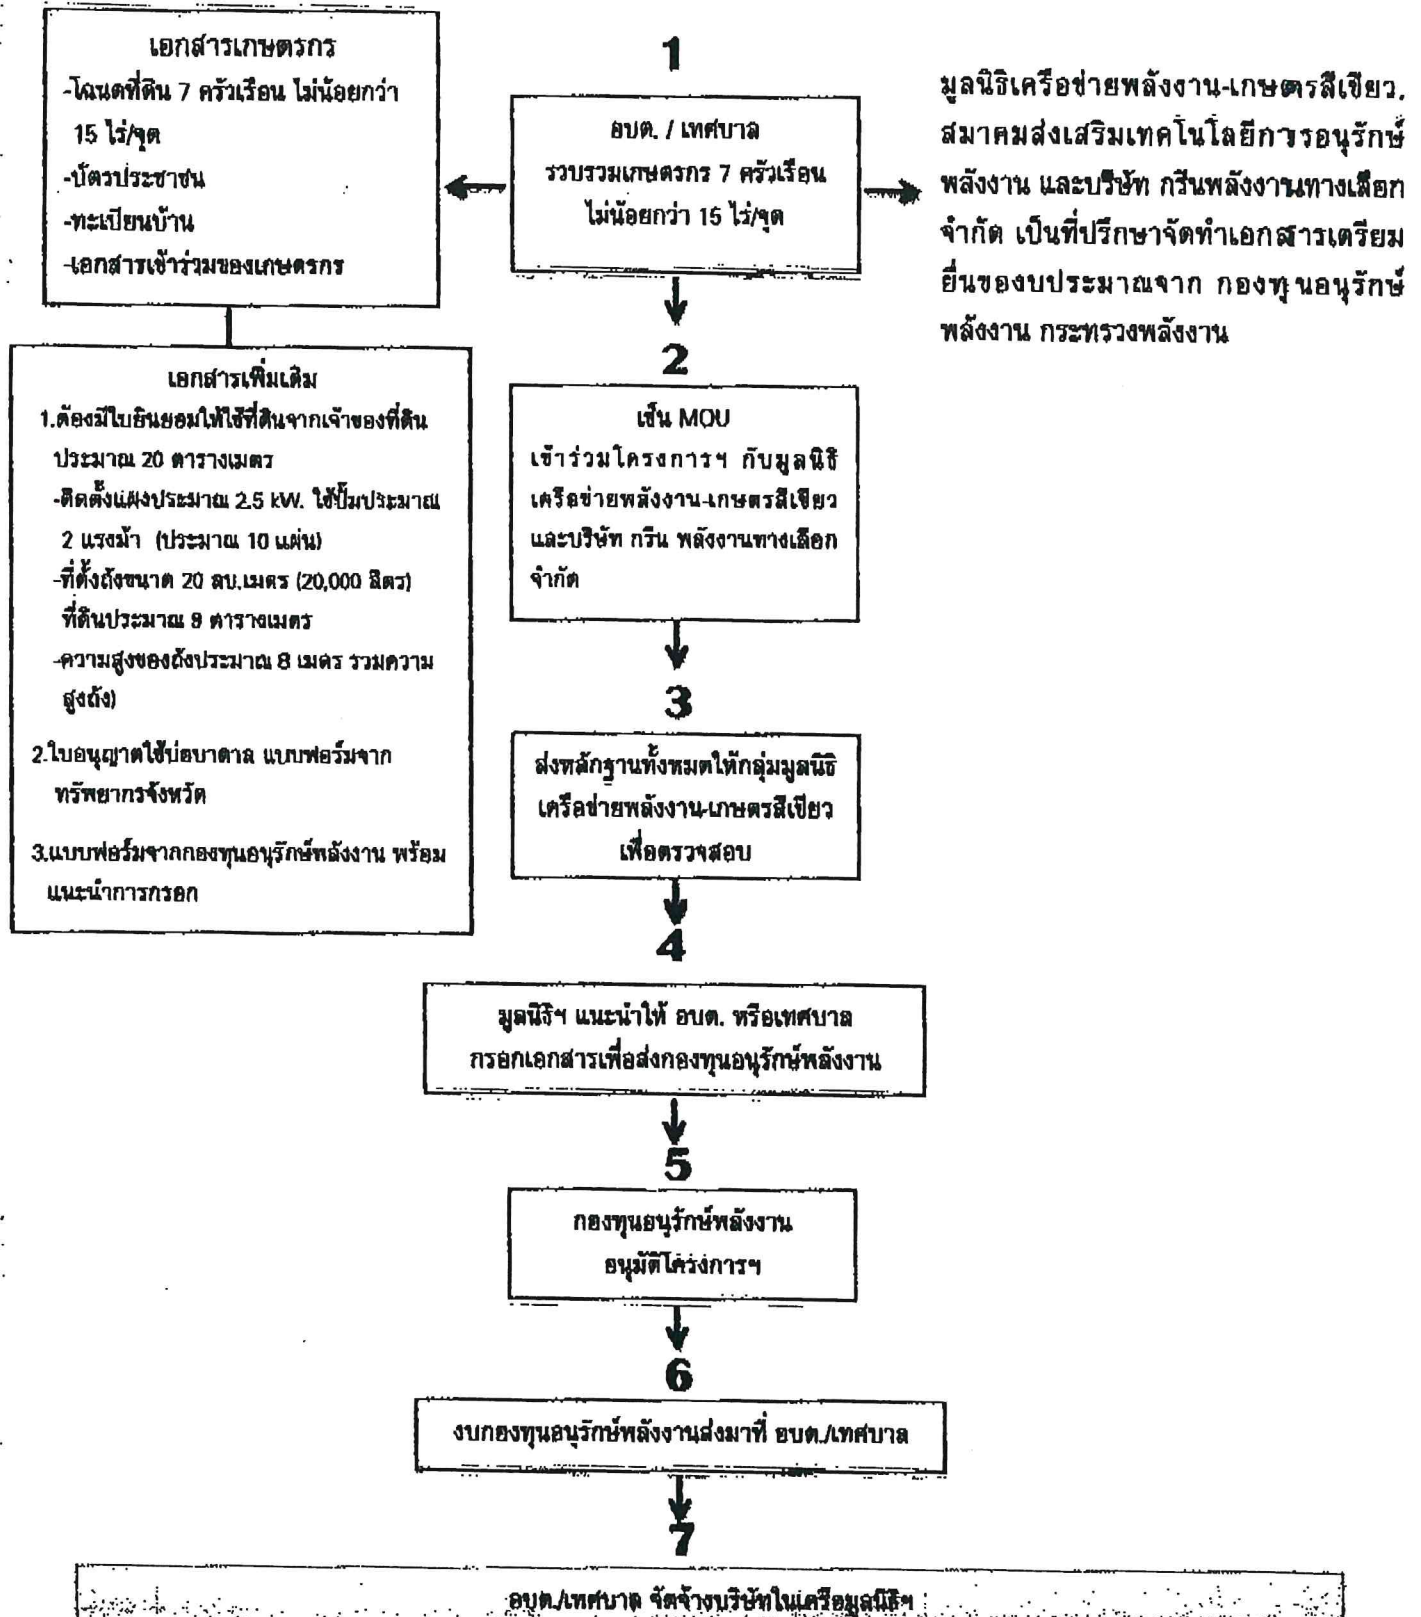 เอกสารเกษตรกร
-โฉนดที่ดิน 7 ครัวเรือน ไม่น้อยกว่า
15 ไร่/จุด
-บัตรประชาชน
-ทะเบียนบ้าน
-เอกสารเข้าร่วมของเกษตรกร
เอกสารเพิ่มเติม
1.ต้องมีใบยินยอมให้ใช้ที่ดินจากเจ้าของที่ดิน
ประมาณ 20 ตารางเมตร
-ติดตั้งแผงประมาณ 2.5 kW. ใช้ปั๊มประมาณ
2 แรงม้า (ประมาณ 10 แผ่น)
-ที่ตั้งถังขนาด 20 ลบ.เมตร (20,000 ลิตร)
ที่ดินประมาณ 9 ตารางเมตร
-ความสูงของถังประมาณ 8 เมตร รวมความ
สูงถัง)
2.ใบอนุญาตใช้บ่อบาดาล แบบฟอร์มจาก
ทรัพยากรจังหวัด
3.แบบฟอร์มจากกองทุนอนุรักษ์พลังงาน พร้อม
แนะนำการกรอก
1
อบต. / เทศบาล
รวบรวมเกษตรกร 7 ครัวเรือน
ไม่น้อยกว่า 15 ไร่/จุด
มูลนิธิเครือข่ายพลังงาน-เกษตรสีเขียว,
สมาคมส่งเสริมเทคโนโลยีการอนุรักษ์
พลังงาน และบริษัท กรีนพลังงานทางเลือก
จำกัด เป็นที่ปรึกษาจัดทำเอกสารเตรียม
ยื่นของบประมาณจาก กองทุนอนุรักษ์
พลังงาน กระทรวงพลังงาน
2
เซ็น MOU
เข้าร่วมโครงการฯ กับมูลนิธิ
เครือข่ายพลังงาน-เกษตรสีเขียว
และบริษัท กรีน พลังงานทางเลือก
จำกัด
3
ส่งหลักฐานทั้งหมดให้กลุ่มมูลนิธิ
เครือข่ายพลังงาน-เกษตรสีเขียว
เพื่อตรวจสอบ
4
มูลนิธิฯ แนะนำให้ อบต. หรือเทศบาล
กรอกเอกสารเพื่อส่งกองทุนอนุรักษ์พลังงาน
5
กองทุนอนุรักษ์พลังงาน
อนุมัติโครงการฯ
6
งบกองทุนอนุรักษ์พลังงานส่งมาที่ อบต./เทศบาล
7
อบต./เทศบาล จัดจ้างบริษัทในเครือมูลนิธิฯ